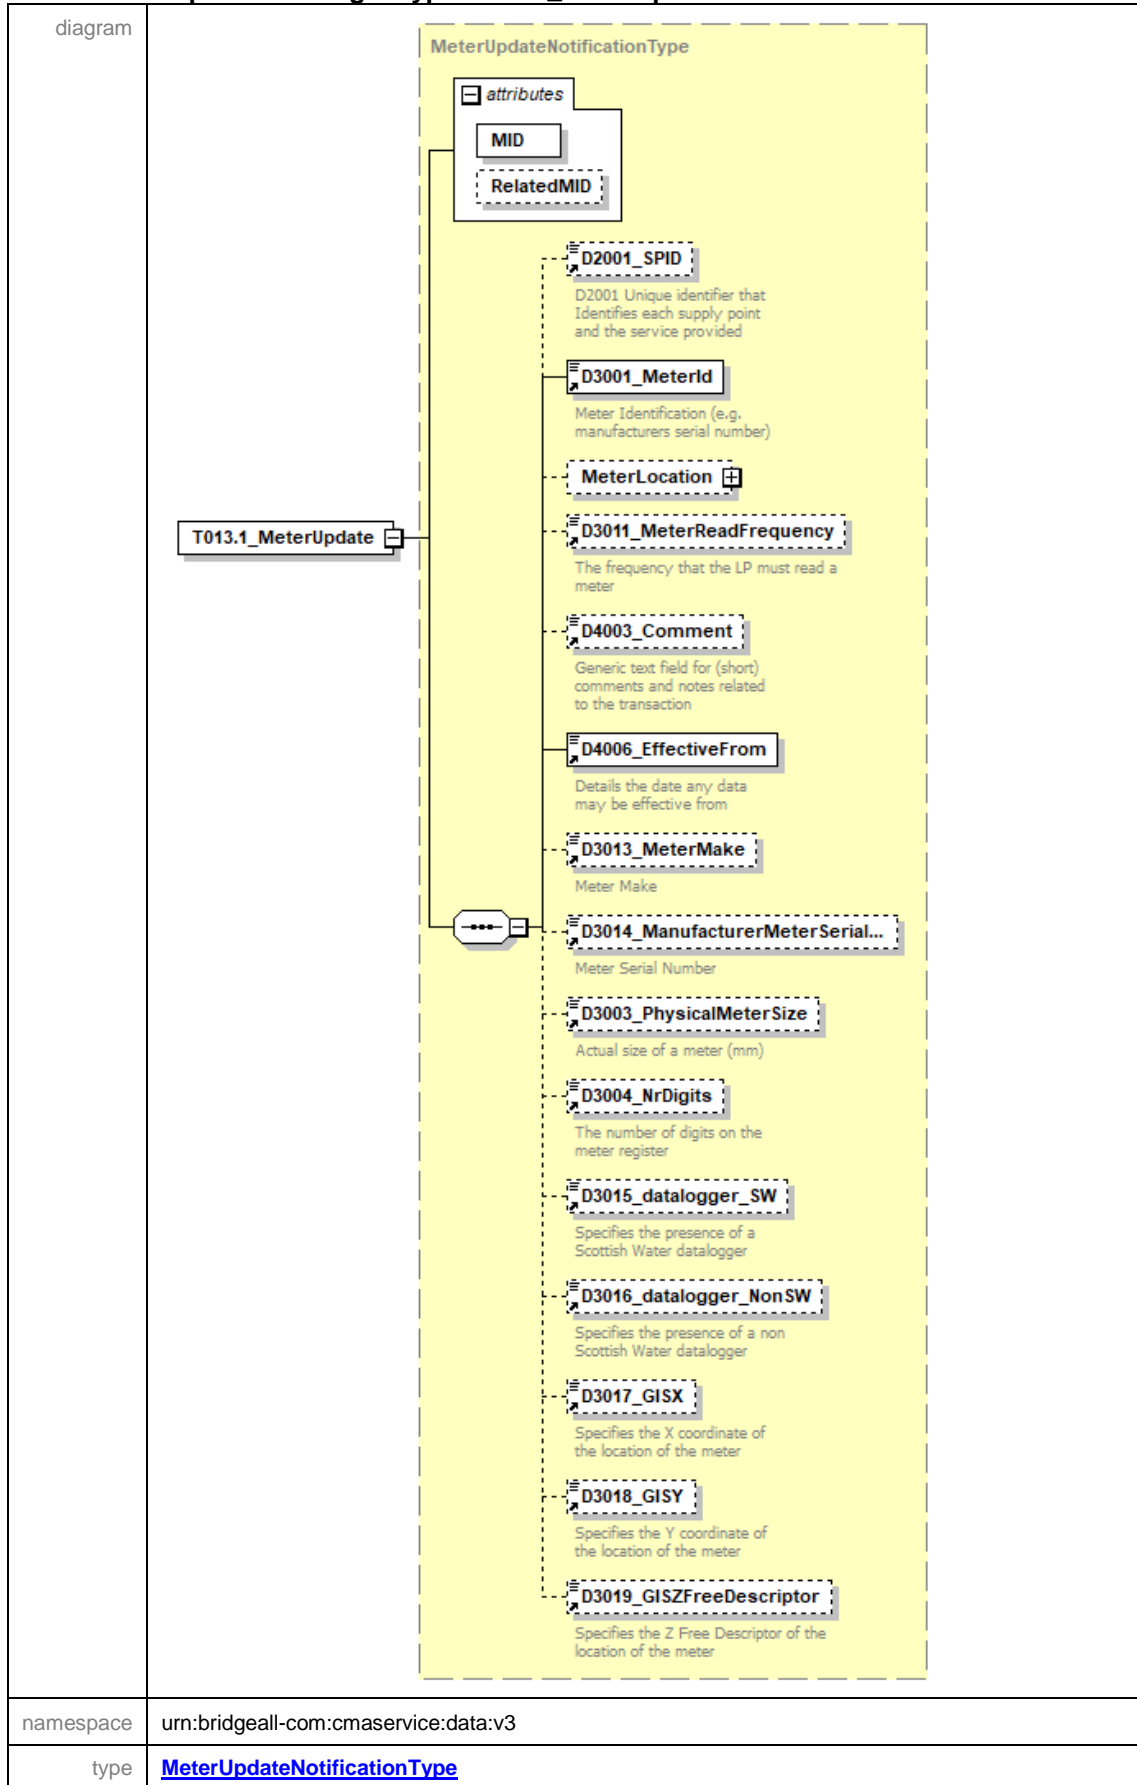 diagram
MeterUpdateNotificationType
attributes
MID
RelatedMID
D2001_SPID
D2001 Unique identifier that
Identifies each supply point
and the service provided
D3001_MeterId
Meter Identification (e.g.
manufacturers serial number)
MeterLocation
D3011_MeterReadFrequency
T013.1_MeterUpdate
The frequency that the LP must read a
meter
D4003_Comment
Generic text field for (short)
comments and notes related
to the transaction
D4006_EffectiveFrom
Details the date any data
may be effective from
D3013_MeterMake
Meter Make
D3014_ManufacturerMeterSerial...
Meter Serial Number
D3003_PhysicalMeterSize
Actual size of a meter (mm)
D3004_NrDigits
The number of digits on the
meter register
D3015_datalogger_SW
Specifies the presence of a
Scottish Water datalogger
D3016_datalogger_NonSW
Specifies the presence of a non
Scottish Water datalogger
D3017_GISX
Specifies the X coordinate of
the location of the meter
D3018_GISY
Specifies the Y coordinate of
the location of the meter
D3019_GISZFreeDescriptor
Specifies the Z Free Descriptor of the
location of the meter
namespace urn:bridgeall-com:cmaservice:data:v3
type MeterUpdateNotificationType